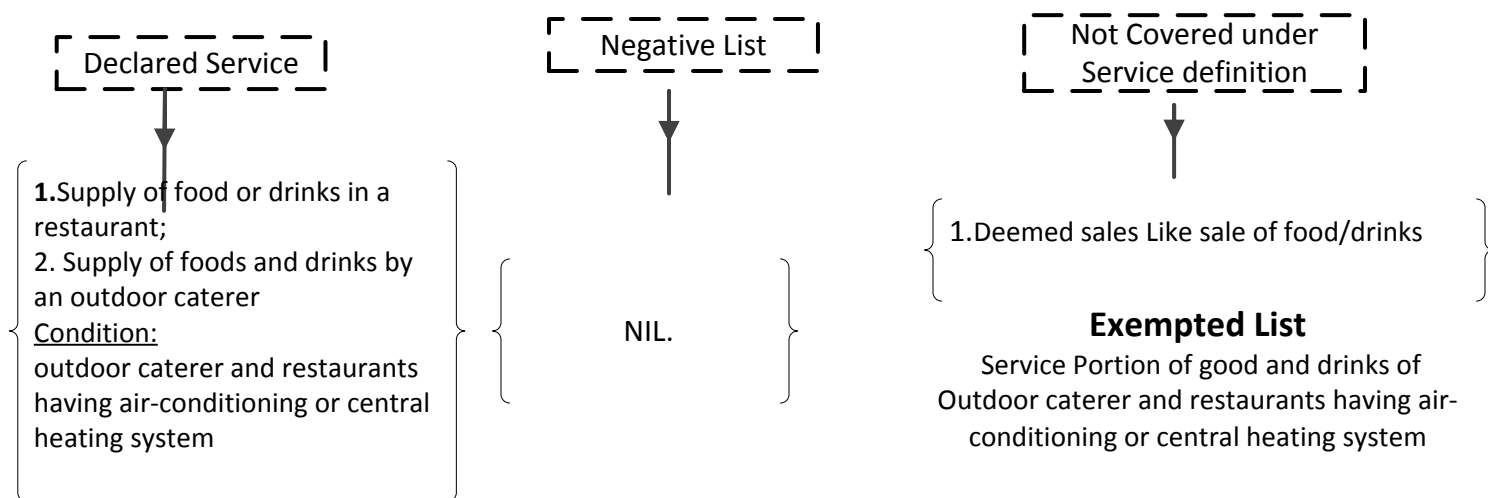 Declared Service
1.Supply of food or drinks in a
restaurant;
2. Supply of foods and drinks by
an outdoor caterer
Condition:
outdoor caterer and restaurants
having air-conditioning or central
heating system
Negative List
NIL.
Not Covered under
Service definition
1.Deemed sales Like sale of food/drinks
Exempted List
Service Portion of good and drinks of
Outdoor caterer and restaurants having air-
conditioning or central heating system